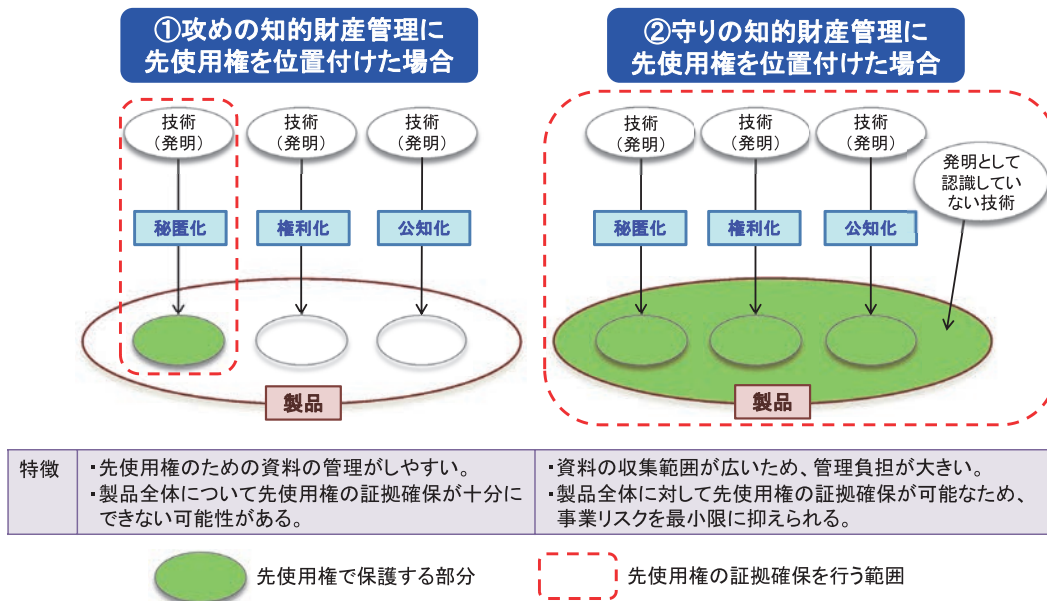 ①攻めの知的財産管理に
先使用権を位置付けた場合
②守りの知的財産管理に
先使用権を位置付けた場合
技術
(発明)
技術
(発明)
技術
(発明)
技術
(発明)
技術
(発明)
技術
(発明)
発明として
認識してい
ない技術
秘匿化
権利化
公知化
秘匿化
権利化
公知化
製品
製品
特徴
・先使用権のための資料の管理がしやすい。
・製品全体について先使用権の証拠確保が十分に
できない可能性がある。
・資料の収集範囲が広いため、管理負担が大きい。
・製品全体に対して先使用権の証拠確保が可能なため、
事業リスクを最小限に抑えられる。
先使用権で保護する部分
先使用権の証拠確保を行う範囲